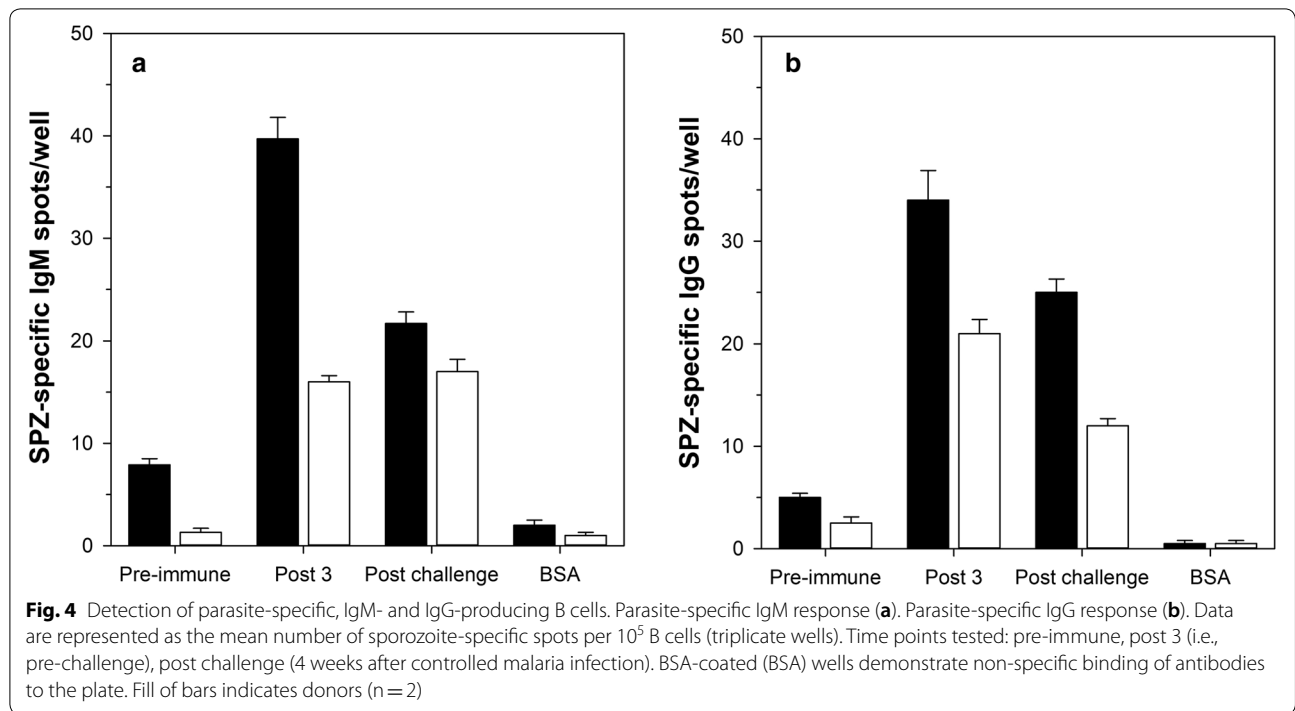 a
SPZ-specific IgM spots/well
50
40
30
20
10
0
Pre-immune Post 3 Post challenge BSA
b
SPZ-specific IgG spots/well
50
40
30
20
10
0
Pre-immune Post 3 Post challenge BSA
Fig. 4 Detection of parasite-specific, IgM- and IgG-producing B cells. Parasite-specific IgM response (a). Parasite-specific IgG response (b). Data
are represented as the mean number of sporozoite-specific spots per 10⁵ B cells (triplicate wells). Time points tested: pre-immune, post 3 (i.e.,
pre-challenge), post challenge (4 weeks after controlled malaria infection). BSA-coated (BSA) wells demonstrate non-specific binding of antibodies
to the plate. Fill of bars indicates donors (n = 2)